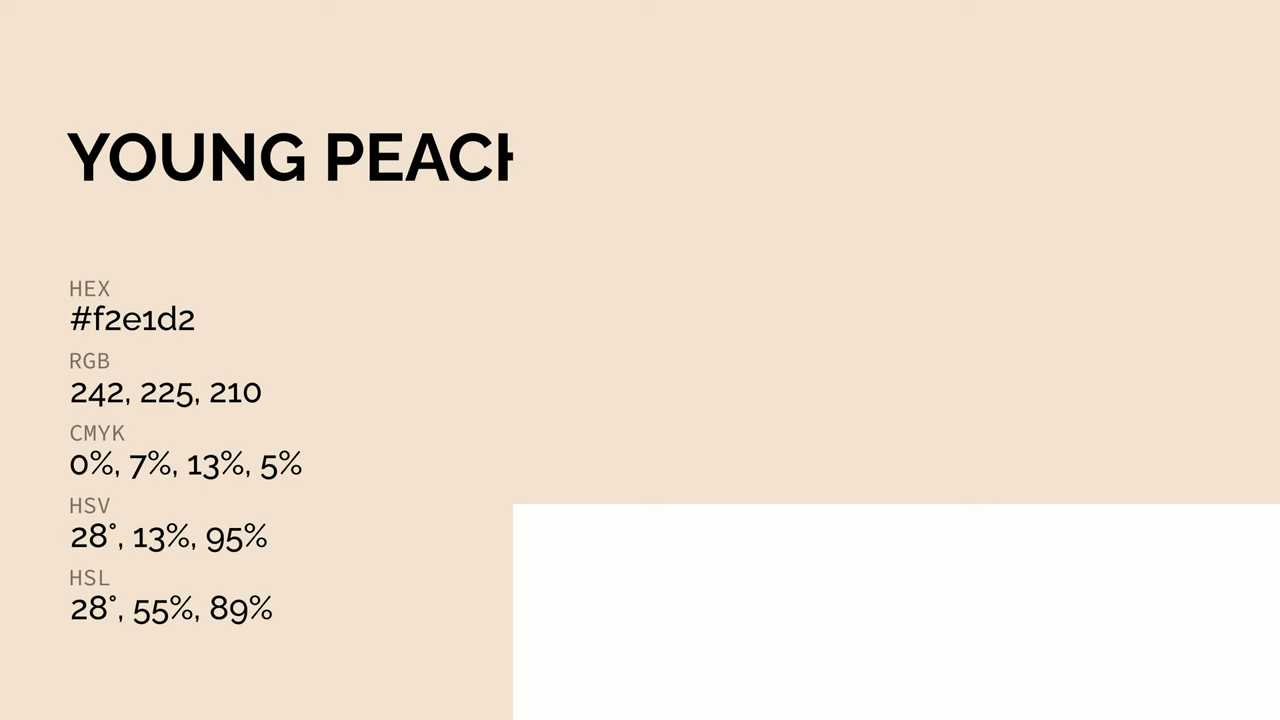 YOUNG PEACH
HEX
#f2e1d2
RGB
242, 225, 210
CMYK
0%, 7%, 13%, 5%
HSV
28°, 13%, 95%
HSL
28°, 55%, 89%